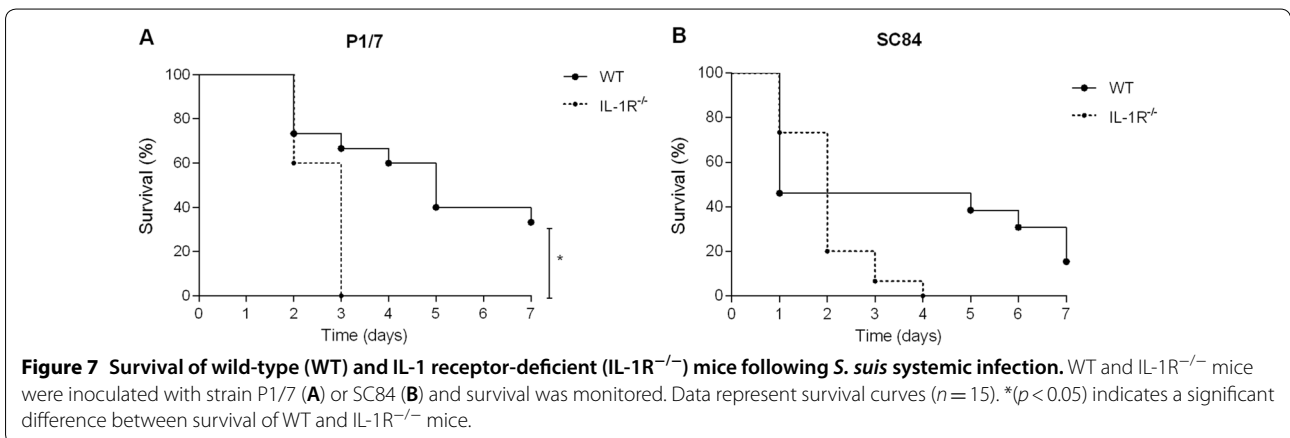 A
P1/7
B
SC84
WT
IL-1R-/-
WT
IL-1R-/-
Survival (%)
100
80
60
40
20
0
0 1 2 3 4 5 6 7
Time (days)
*
Survival (%)
100
80
60
40
20
0
0 1 2 3 4 5 6 7
Time (days)
Figure 7 Survival of wild-type (WT) and IL-1 receptor-deficient (IL-1R−/−) mice following S. suis systemic infection. WT and IL-1R−/− mice
were inoculated with strain P1/7 (A) or SC84 (B) and survival was monitored. Data represent survival curves (n = 15). *(p < 0.05) indicates a significant
difference between survival of WT and IL-1R−/− mice.